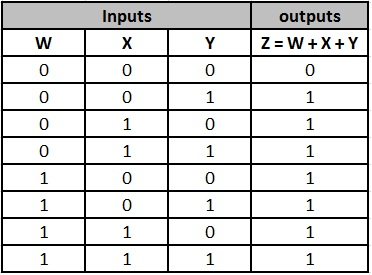 Inputs outputs
W X Y Z = W + X + Y
0 0 0 0
0 0 1 1
0 1 0 1
0 1 1 1
1 0 0 1
1 0 1 1
1 1 0 1
1 1 1 1